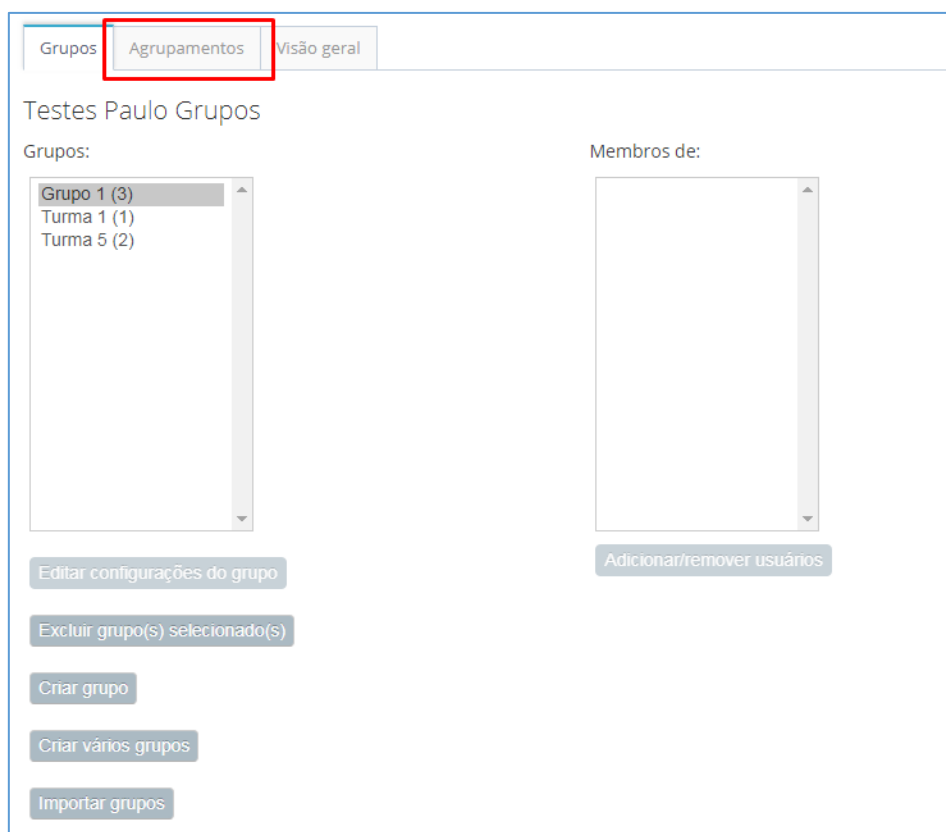 Grupos Agrupamentos Visão geral
Testes Paulo Grupos
Grupos:
Grupo 1 (3)
Turma 1 (1)
Turma 5 (2)
Editar configurações do grupo
Excluir grupo(s) selecionado(s)
Criar grupo
Criar vários grupos
Importar grupos
Membros de:
Adicionar/remover usuários